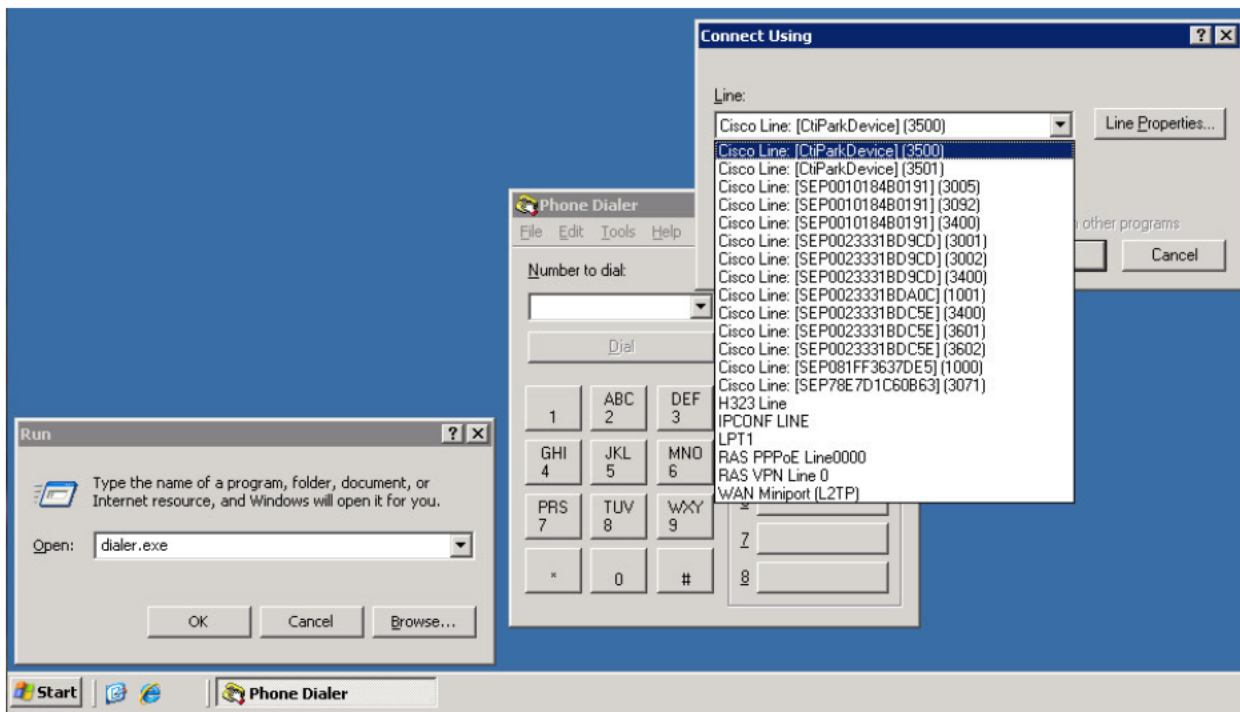 Connect Using
Line:
Cisco Line: [CtiParkDevice] (3500)
Line Properties...
Cisco Line: [CtiParkDevice] (3500)
Cisco Line: [CtiParkDevice] (3501)
Cisco Line: [SEP0010184B0191] (3005)
Cisco Line: [SEP0010184B0191] (3092)
Cisco Line: [SEP0010184B0191] (3400)
Cisco Line: [SEP0023331BD9CD] (3001)
Cisco Line: [SEP0023331BD9CD] (3002)
Cisco Line: [SEP0023331BD9CD] (3400)
Cisco Line: [SEP0023331BDA0C] (1001)
Cisco Line: [SEP0023331BDC5E] (3400)
Cisco Line: [SEP0023331BDC5E] (3601)
Cisco Line: [SEP0023331BDC5E] (3602)
Cisco Line: [SEP081FF3637DE5] (1000)
Cisco Line: [SEP78E7D1C60B63] (3071)
H323 Line
IPCONF LINE
LPT1
RAS PPPoE Line0000
RAS VPN Line 0
WAN Miniport (L2TP)
other programs
Cancel
Phone Dialer
File Edit Tools Help
Number to dial:
Dial
1 ABC 2 DEF 3
GHI 4 JKL 5 MNO 6
PRS 7 TUV 8 WXY 9
* 0 #
7
8
Run
Type the name of a program, folder, document, or
Internet resource, and Windows will open it for you.
Open: dialer.exe
OK Cancel Browse...
Start Phone Dialer